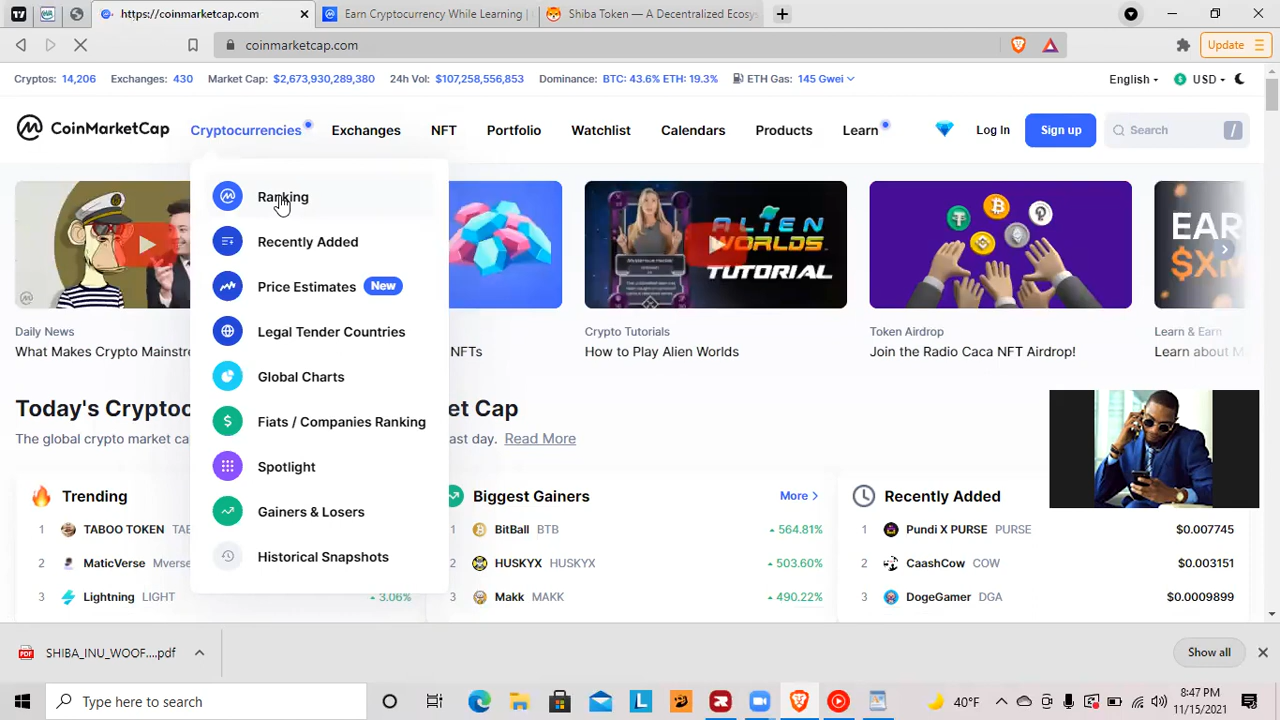 https://coinmarketcap.com
Earn Cryptocurrency While Learning |
Shiba Token — A Decentralized Ecosy
coinmarketcap.com
Update
Cryptos: 14,206 Exchanges: 430 Market Cap: $2,673,930,289,380 24h Vol: $107,258,556,853 Dominance: BTC: 43.6% ETH: 19.3% ETH Gas: 145 Gwei
English USD
CoinMarketCap Cryptocurrencies Exchanges NFT Portfolio Watchlist Calendars Products Learn Log In Sign up Search /
Ranking
Recently Added
Price Estimates New
Legal Tender Countries
Global Charts
Fiats / Companies Ranking
Spotlight
Gainers & Losers
Historical Snapshots
ALIEN
WORLDS
TUTORIAL
EARN
Daily News
What Makes Crypto Mainstre
NFTs
Crypto Tutorials
How to Play Alien Worlds
Token Airdrop
Join the Radio Caca NFT Airdrop!
Learn & Earn
Learn about M
Today's Crypto
ket Cap
The global crypto market ca
ast day. Read More
Trending
1 TABOO TOKEN TAB
2 MaticVerse Mverse
3 Lightning LIGHT 3.06%
Biggest Gainers More
1 BitBall BTB 564.81%
2 HUSKYX HUSKYX 503.60%
3 Makk MAKK 490.22%
Recently Added
1 Pundi X PURSE PURSE $0.007745
2 CaashCow COW $0.003151
3 DogeGamer DGA $0.0009899
SHIBA_INU_WOOF....pdf
Show all
Type here to search
40°F
8:47 PM
11/15/2021